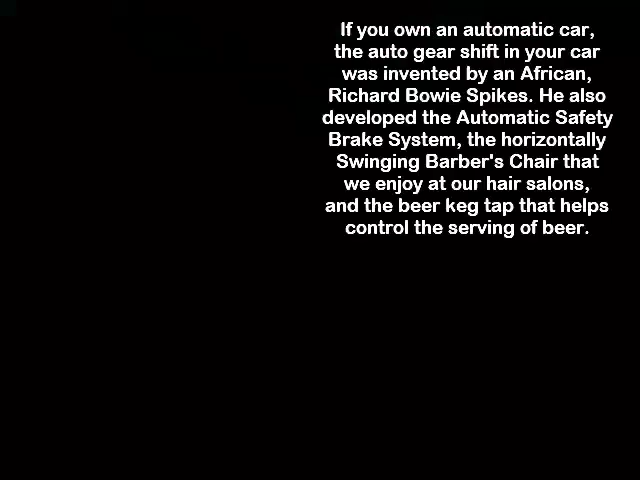 If you own an automatic car,
the auto gear shift in your car
was invented by an African,
Richard Bowie Spikes. He also
developed the Automatic Safety
Brake System, the horizontally
Swinging Barber's Chair that
we enjoy at our hair salons,
and the beer keg tap that helps
control the serving of beer.